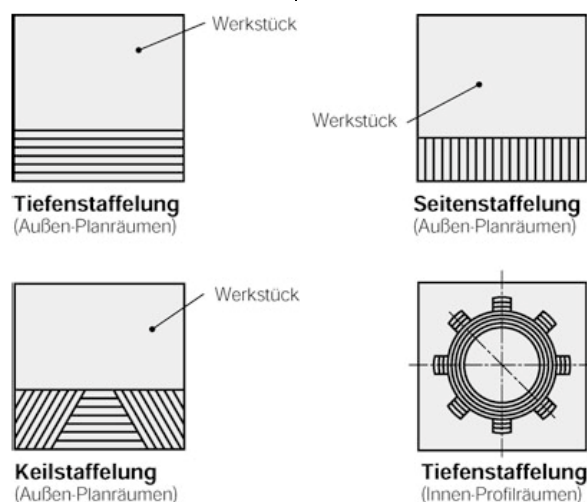 Werkstück
Tiefenstaffelung
(Außen-Planräumen)
Werkstück
Seitenstaffelung
(Außen-Planräumen)
Werkstück
Keilstaffelung
(Außen-Planräumen)
Tiefenstaffelung
(Innen-Profilräumen)